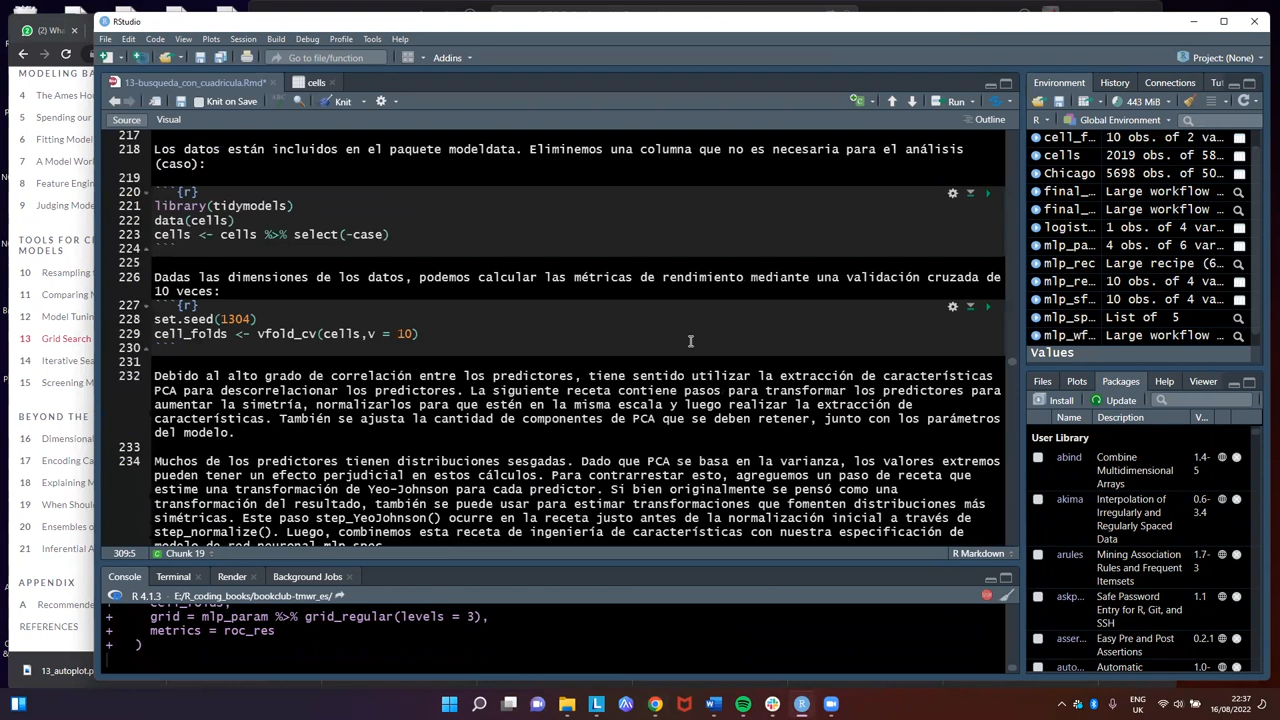 RStudio
(2) Wha
File Edit Code View Plots Session Build Debug Profile Tools Help
Go to file/function
Addins
Project: (None)
13-busqueda_con_cuadricula.Rmd*
cells
Knit on Save
Knit
Run
Source Visual
Outline
217
218 Los datos están incluidos en el paquete modeldata. Eliminemos una columna que no es necesaria para el análisis
(caso):
219
220 ```{r}
221 library(tidymodels)
222 data(cells)
223 cells <- cells %>% select(-case)
224 ```
225
226 Dadas las dimensiones de los datos, podemos calcular las métricas de rendimiento mediante una validación cruzada de
10 veces:
227 ```{r}
228 set.seed(1304)
229 cell_folds <- vfold_cv(cells,v = 10)
230 ```
231
232 Debido al alto grado de correlación entre los predictores, tiene sentido utilizar la extracción de características
PCA para descorrelacionar los predictores. La siguiente receta contiene pasos para transformar los predictores para
aumentar la simetría, normalizarlos para que estén en la misma escala y luego realizar la extracción de
características. También se ajusta la cantidad de componentes de PCA que se deben retener, junto con los parámetros
del modelo.
233
234 Muchos de los predictores tienen distribuciones sesgadas. Dado que PCA se basa en la varianza, los valores extremos
pueden tener un efecto perjudicial en estos cálculos. Para contrarrestar esto, agreguemos un paso de receta que
estime una transformación de Yeo-Johnson para cada predictor. Si bien originalmente se pensó como una
transformación del resultado, también se puede usar para estimar transformaciones que fomenten distribuciones más
simétricas. Este paso step_YeoJohnson() ocurre en la receta justo antes de la normalización inicial a través de
step_normalize(). Luego, combinemos esta receta de ingeniería de características con nuestra especificación de
modelo de red neuronal mlp_spec
309:5 Chunk 19
R Markdown
Console Terminal Render Background Jobs
R 4.1.3 E:/R_coding_books/bookclub-tmwr_es/
cell_folds,
+ grid = mlp_param %>% grid_regular(levels = 3),
+ metrics = roc_res
+ )
Environment History Connections Tut
443 MiB
R Global Environment
cell_f... 10 obs. of 2 va...
cells 2019 obs. of 58...
Chicago 5698 obs. of 50...
final_... Large workflow ...
final_... Large workflow ...
logist... 1 obs. of 4 var...
mlp_pa... 4 obs. of 6 var...
mlp_rec Large recipe (6...
mlp_re... 10 obs. of 4 va...
mlp_sf... 10 obs. of 4 va...
mlp_sp... List of 5
mlp_wf... Large workflow ...
Values
Files Plots Packages Help Viewer
Install Update
Name Description V...
User Library
abind Combine Multidimensional Arrays 1.4-5
akima Interpolation of Irregularly and Regularly Spaced Data 0.6-3.4
arules Mining Association Rules and Frequent Itemsets 1.7-3
askp... Safe Password Entry for R, Git, and SSH 1.1
asser... Easy Pre and Post Assertions 0.2.1
auto... Automatic 1.0-
MODELING BA
4 The Ames Ho
5 Spending our
6 Fitting Model
7 A Model Wor
8 Feature Engin
9 Judging Mode
TOOLS FOR C
MODELS
10 Resampling f
11 Comparing M
12 Model Tunin
13 Grid Search
14 Iterative Sear
15 Screening M
BEYOND THE
16 Dimensional
17 Encoding Ca
18 Explaining M
19 When Should
20 Ensembles o
21 Inferential A
APPENDIX
A Recommende
REFERENCES
13_autoplot.p
ENG
UK
22:37
16/08/2022